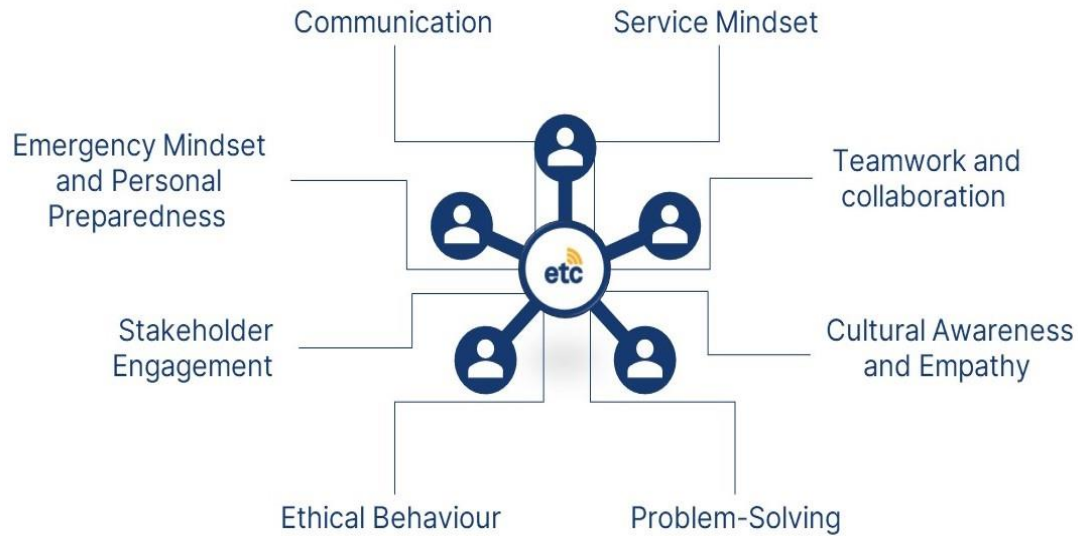 Communication
Service Mindset
Emergency Mindset
and Personal
Preparedness
Teamwork and
collaboration
etc
Stakeholder
Engagement
Cultural Awareness
and Empathy
Ethical Behaviour
Problem-Solving